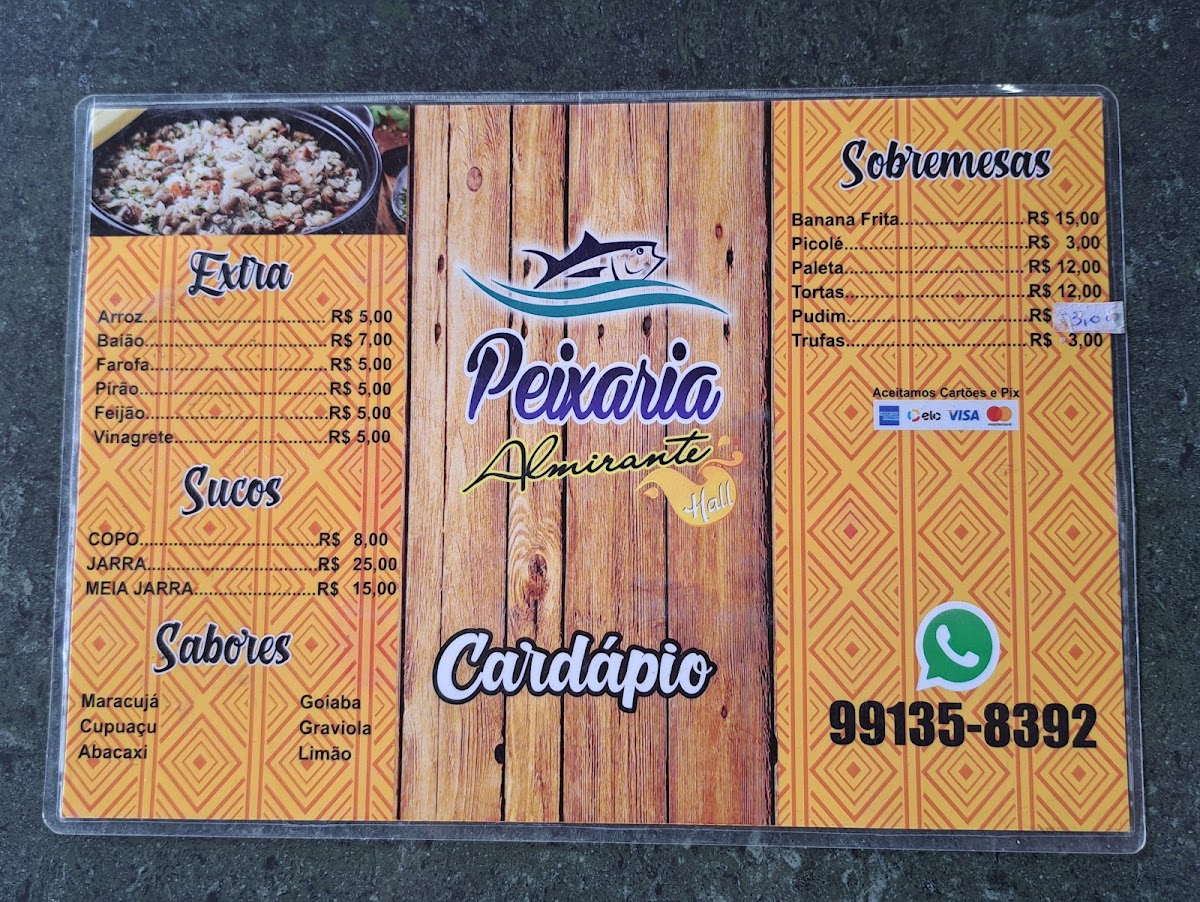 Extra
Arroz........................................R$ 5,00
Baião........................................R$ 7,00
Farofa.......................................R$ 5,00
Pirão........................................R$ 5,00
Feijão.......................................R$ 5,00
Vinagrete.................................R$ 5,00
Sucos
COPO.....................................R$ 8,00
JARRA....................................R$ 25,00
MEIA JARRA..........................R$ 15,00
Sabores
Maracujá Goiaba
Cupuaçu Graviola
Abacaxi Limão
Peixaria
Almirante
Hall
Cardápio
Sobremesas
Banana Frita..........................R$ 15,00
Picolé.....................................R$ 3,00
Paleta.....................................R$ 12,00
Tortas.....................................R$ 12,00
Pudim.....................................R$
Trufas.....................................R$ 3,00
Aceitamos Cartões e Pix
elo VISA mastercard
99135-8392